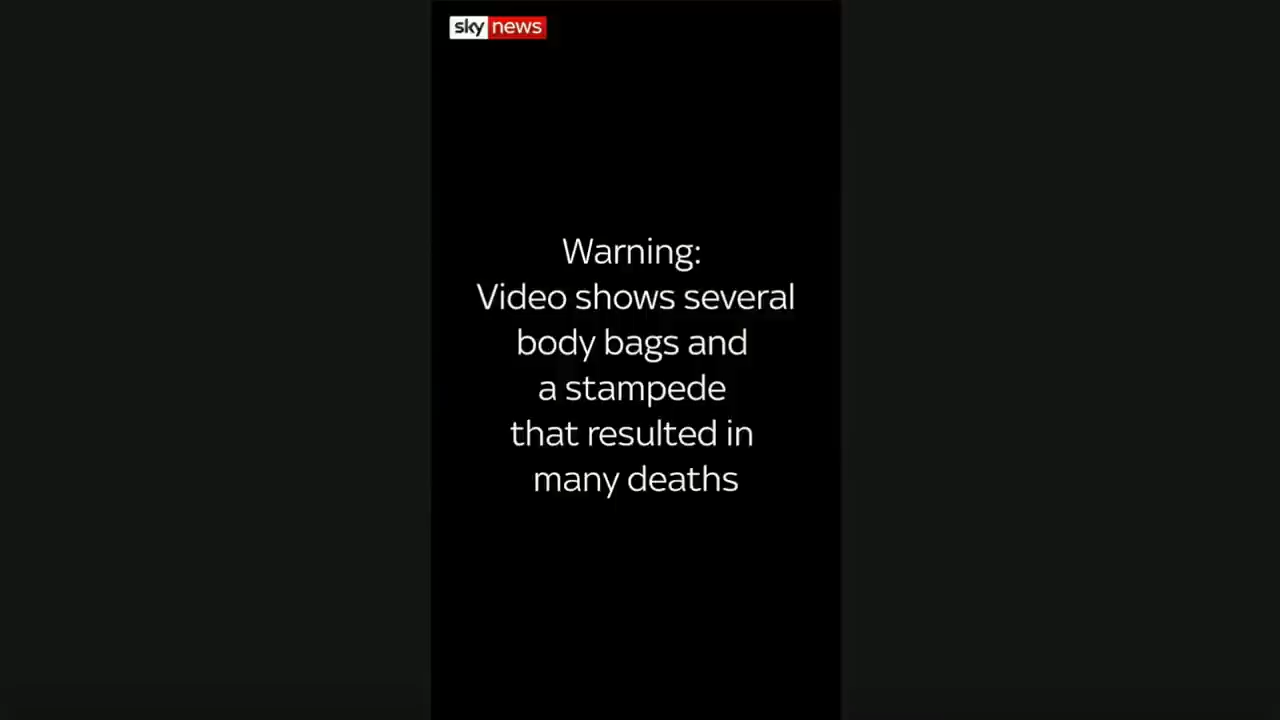 sky news
Warning:
Video shows several
body bags and
a stampede
that resulted in
many deaths